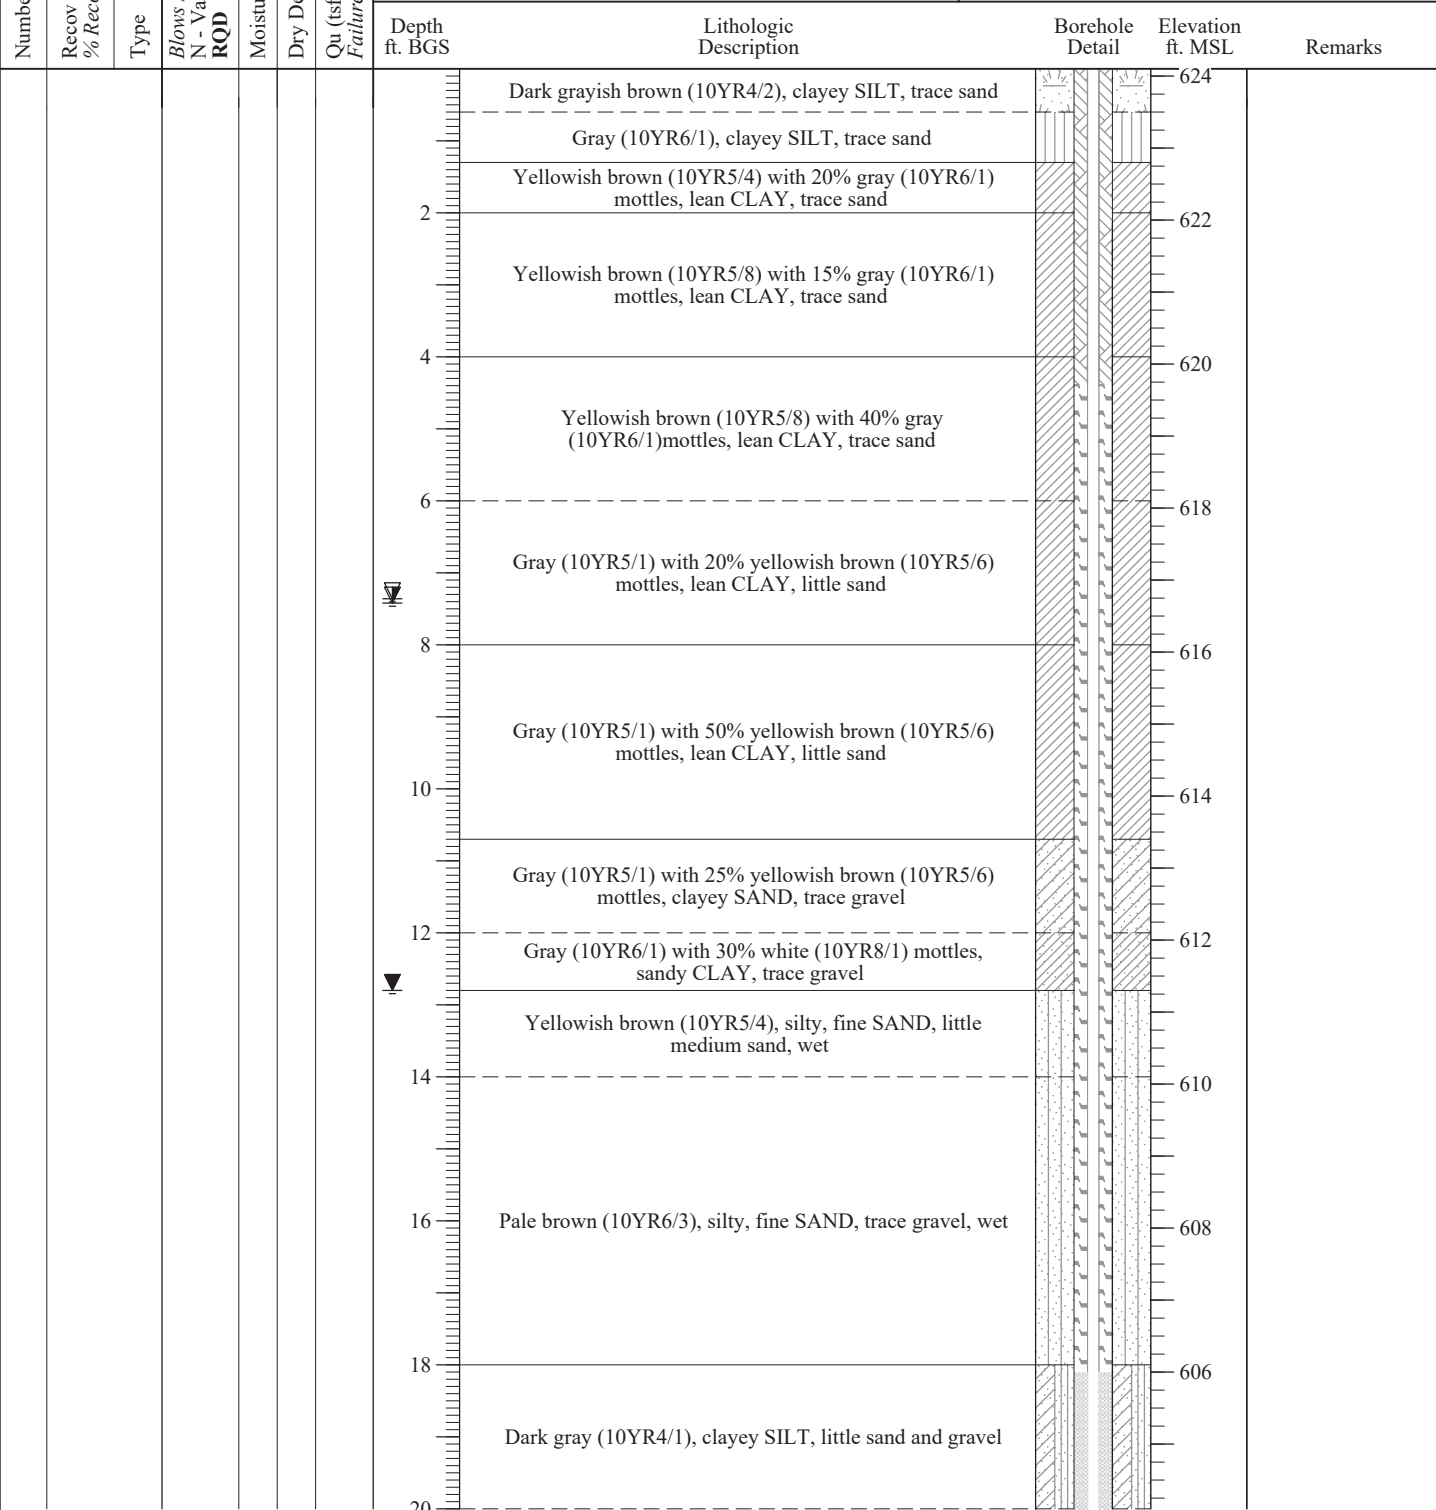 Recov
% Reco
Type
N - Va
RQD
Qu (tsf
Failure
Depth
ft. BGS
Lithologic
Description
Borehole
Detail
Elevation
ft. MSL
Remarks
624
Dark grayish brown (10YR4/2), clayey SILT, trace sand
Gray (10YR6/1), clayey SILT, trace sand
Yellowish brown (10YR5/4) with 20% gray (10YR6/1)
mottles, lean CLAY, trace sand
2
622
Yellowish brown (10YR5/8) with 15% gray (10YR6/1)
mottles, lean CLAY, trace sand
4
620
Yellowish brown (10YR5/8) with 40% gray
(10YR6/1)mottles, lean CLAY, trace sand
6
618
Gray (10YR5/1) with 20% yellowish brown (10YR5/6)
mottles, lean CLAY, little sand
8
616
Gray (10YR5/1) with 50% yellowish brown (10YR5/6)
mottles, lean CLAY, little sand
10
614
Gray (10YR5/1) with 25% yellowish brown (10YR5/6)
mottles, clayey SAND, trace gravel
12
612
Gray (10YR6/1) with 30% white (10YR8/1) mottles,
sandy CLAY, trace gravel
Yellowish brown (10YR5/4), silty, fine SAND, little
medium sand, wet
14
610
16
Pale brown (10YR6/3), silty, fine SAND, trace gravel, wet
608
18
606
Dark gray (10YR4/1), clayey SILT, little sand and gravel
20